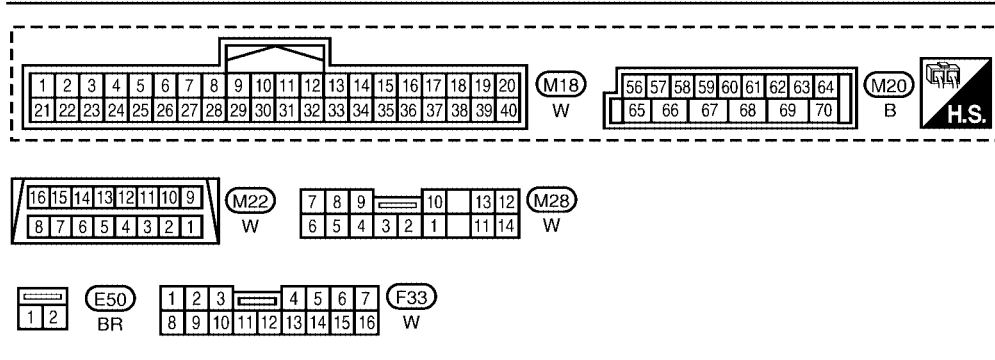 1 2 3 4 5 6 7 8 9 10 11 12 13 14 15 16 17 18 19 20
21 22 23 24 25 26 27 28 29 30 31 32 33 34 35 36 37 38 39 40
M18
W
56 57 58 59 60 61 62 63 64
65 66 67 68 69 70
M20
B
H.S.
16 15 14 13 12 11 10 9
8 7 6 5 4 3 2 1
M22
W
7 8 9 10 13 12
6 5 4 3 2 1 11 14
M28
W
1 2
E50
BR
1 2 3 4 5 6 7
8 9 10 11 12 13 14 15 16
F33
W